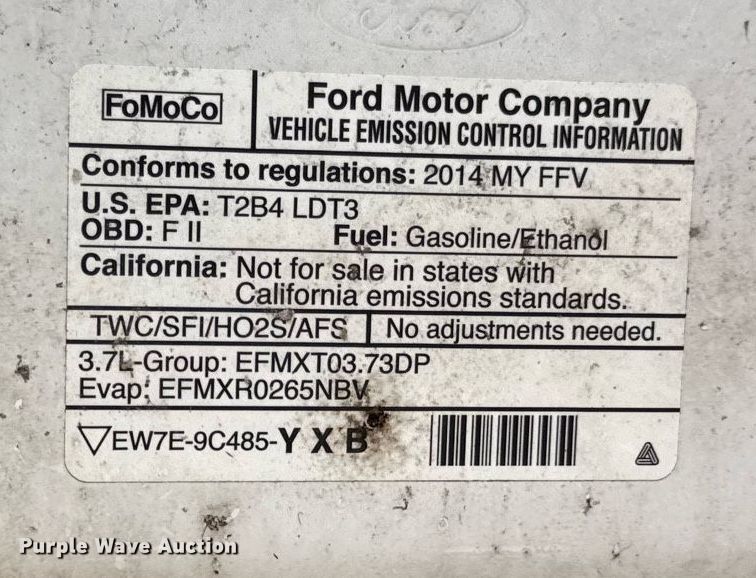 Ford
FoMoCo
Ford Motor Company
VEHICLE EMISSION CONTROL INFORMATION
Conforms to regulations: 2014 MY FFV
U.S. EPA: T2B4 LDT3
OBD: F II Fuel: Gasoline/Ethanol
California: Not for sale in states with
California emissions standards.
TWC/SFI/HO2S/AFS No adjustments needed.
3.7L-Group: EFMXT03.73DP
Evap: EFMXR0265NBV
EW7E-9C485-Y X B
Purple Wave Auction